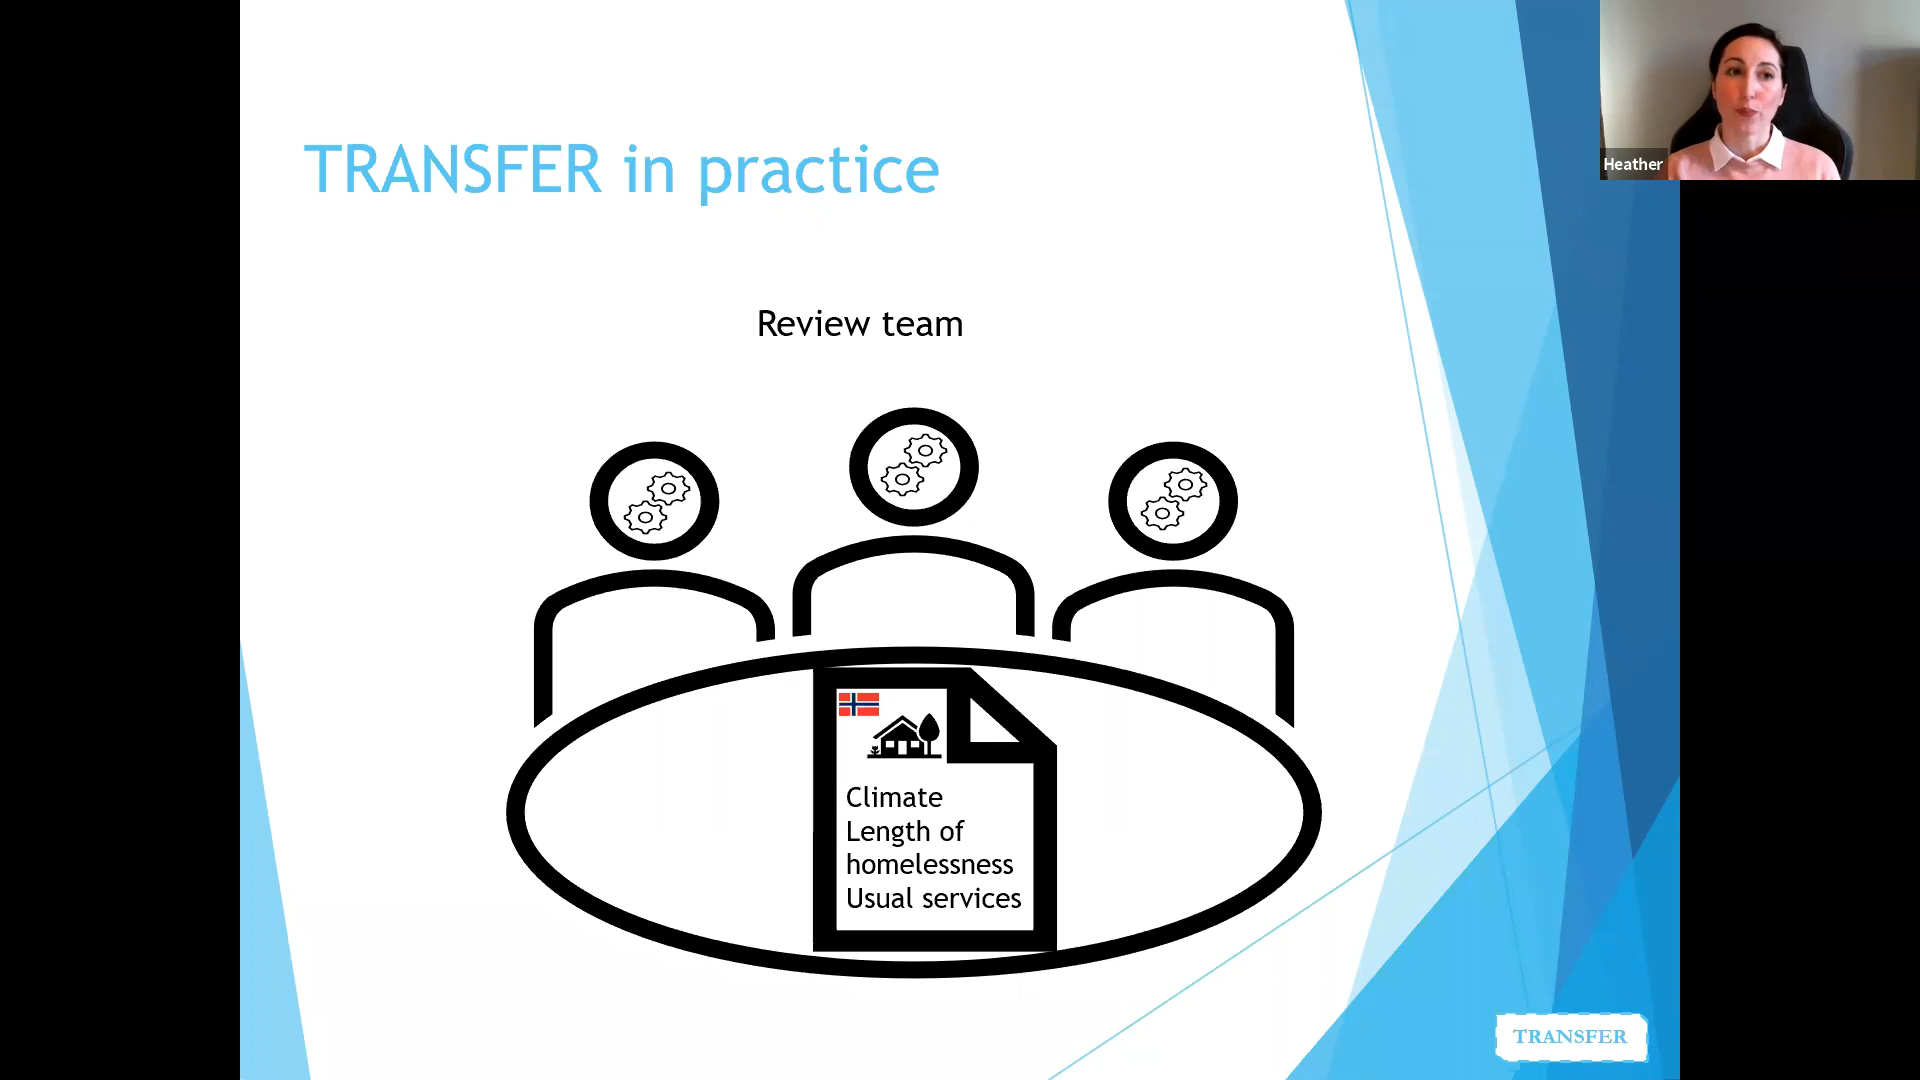 TRANSFER in practice
Heather
Review team
Climate
Length of
homelessness
Usual services
TRANSFER